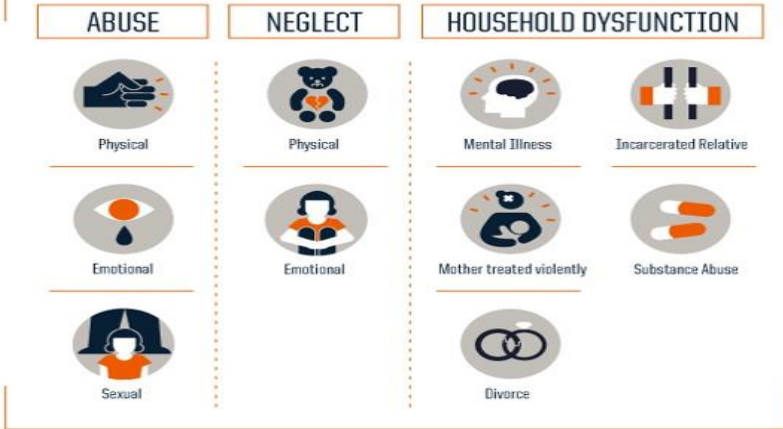 ABUSE
NEGLECT
HOUSEHOLD DYSFUNCTION
Physical
Physical
Mental Illness
Incarcerated Relative
Emotional
Emotional
Mother treated violently
Substance Abuse
Sexual
Divorce